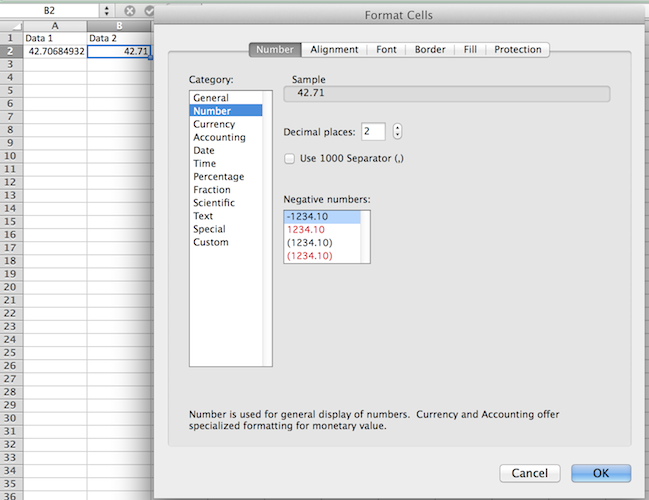 B2
Format Cells
A B
1 Data 1 Data 2
2 42.70684932 42.71
3
4
5
6
7
8
9
10
11
12
13
14
15
16
17
18
19
20
21
22
23
24
25
26
27
28
29
30
31
32
33
34
35
36
Number Alignment Font Border Fill Protection
Category:
General
Number
Currency
Accounting
Date
Time
Percentage
Fraction
Scientific
Text
Special
Custom
Sample
42.71
Decimal places: 2
Use 1000 Separator (,)
Negative numbers:
-1234.10
1234.10
(1234.10)
(1234.10)
Number is used for general display of numbers. Currency and Accounting offer
specialized formatting for monetary value.
Cancel OK